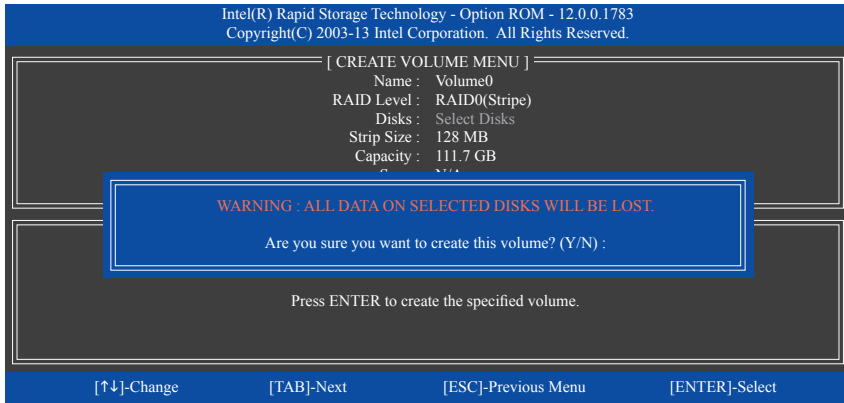 Intel(R) Rapid Storage Technology - Option ROM - 12.0.0.1783
Copyright(C) 2003-13 Intel Corporation.  All Rights Reserved.
[ CREATE VOLUME MENU ]
Name : Volume0
RAID Level : RAID0(Stripe)
Disks : Select Disks
Strip Size : 128 MB
Capacity : 111.7 GB
WARNING : ALL DATA ON SELECTED DISKS WILL BE LOST.
Are you sure you want to create this volume? (Y/N) :
Press ENTER to create the specified volume.
[↑↓]-Change [TAB]-Next [ESC]-Previous Menu [ENTER]-Select